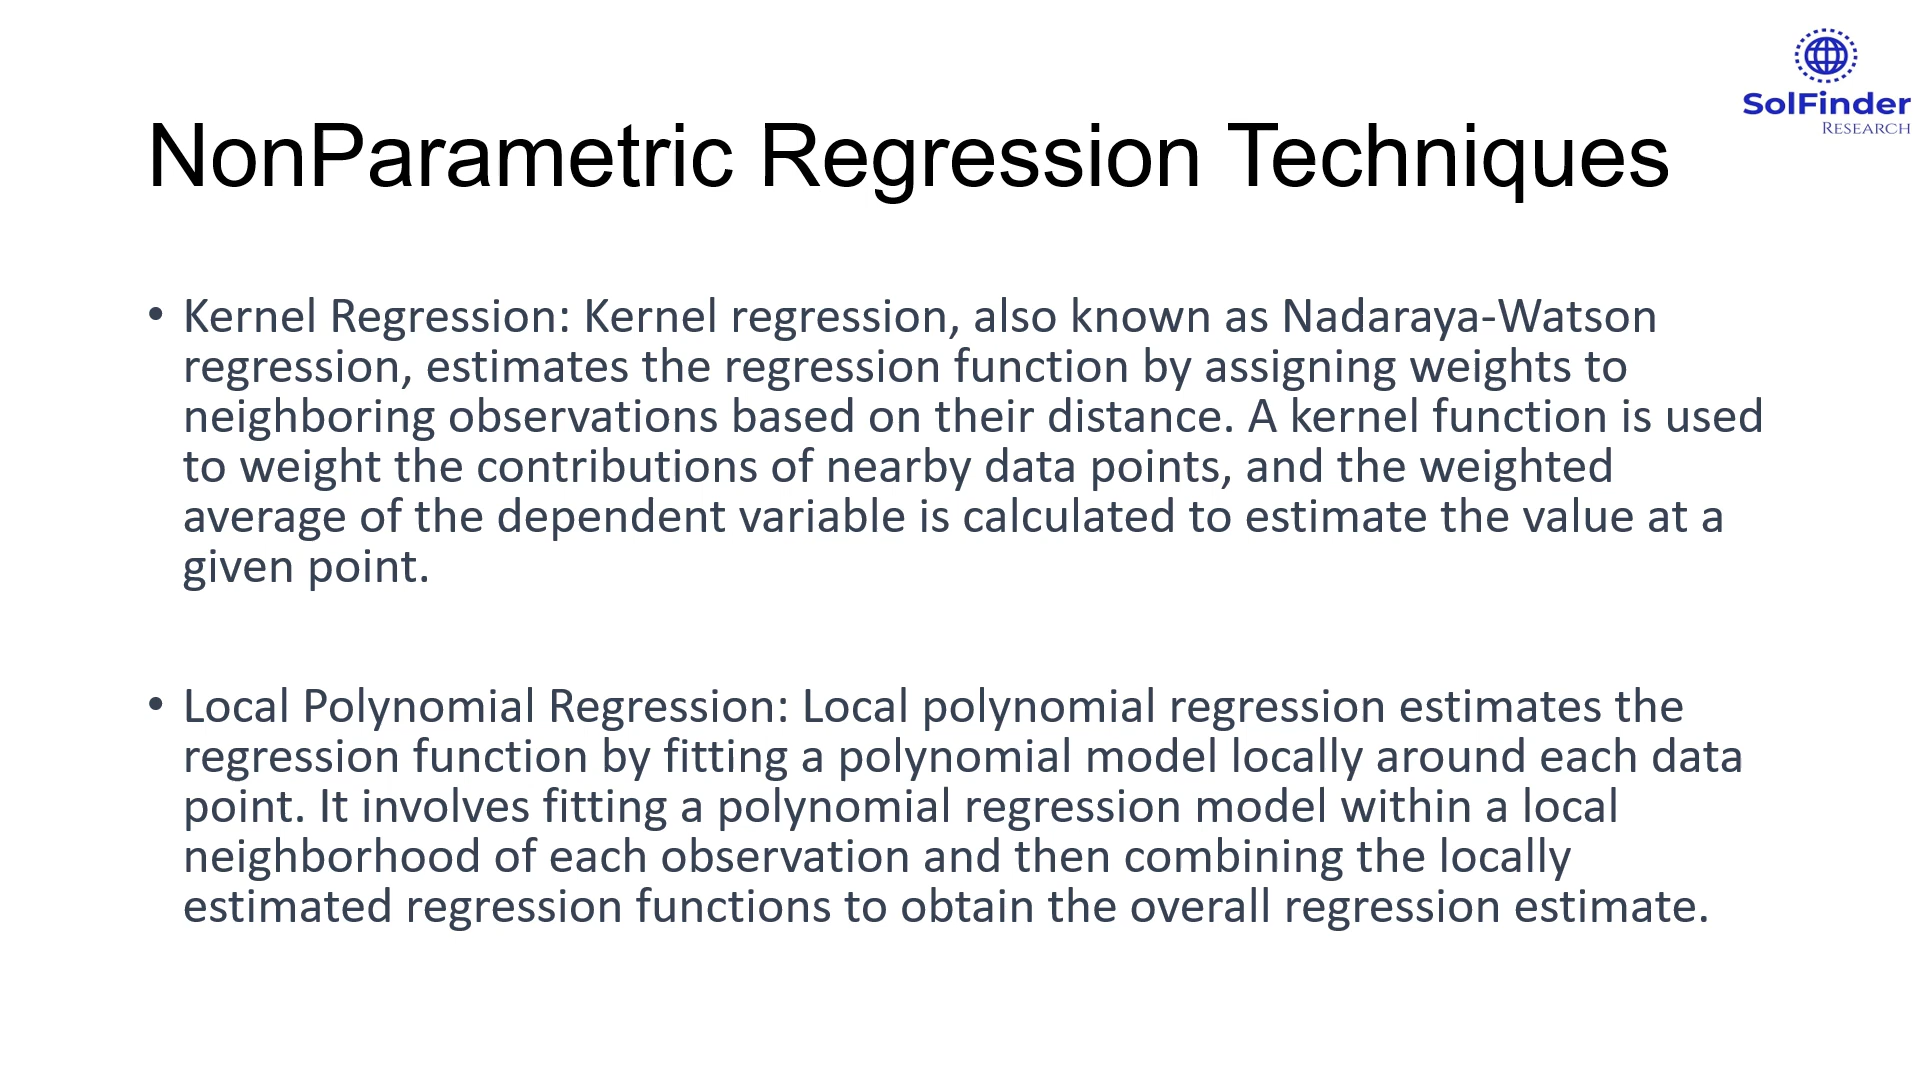 SolFinder
RESEARCH
NonParametric Regression Techniques
• Kernel Regression: Kernel regression, also known as Nadaraya-Watson
regression, estimates the regression function by assigning weights to
neighboring observations based on their distance. A kernel function is used
to weight the contributions of nearby data points, and the weighted
average of the dependent variable is calculated to estimate the value at a
given point.
• Local Polynomial Regression: Local polynomial regression estimates the
regression function by fitting a polynomial model locally around each data
point. It involves fitting a polynomial regression model within a local
neighborhood of each observation and then combining the locally
estimated regression functions to obtain the overall regression estimate.